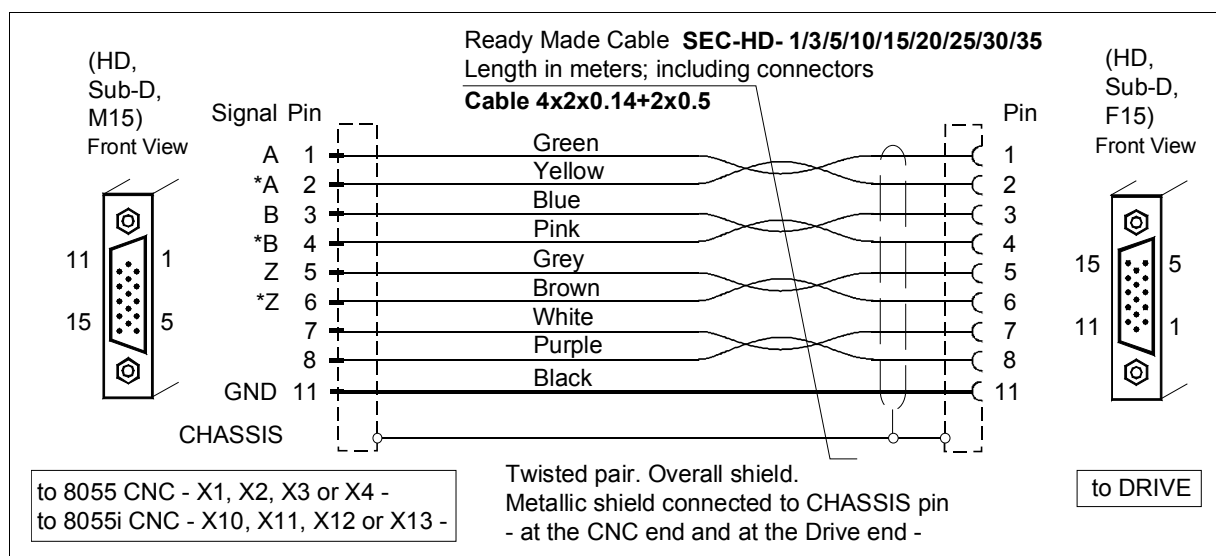 Ready Made Cable SEC-HD- 1/3/5/10/15/20/25/30/35
Length in meters; including connectors
Cable 4x2x0.14+2x0.5
(HD,
Sub-D,
M15)
Front View
11 1
15 5
Signal Pin
A 1
*A 2
B 3
*B 4
Z 5
*Z 6
7
8
GND 11
CHASSIS
Green
Yellow
Blue
Pink
Grey
Brown
White
Purple
Black
Pin
1
2
3
4
5
6
7
8
11
(HD,
Sub-D,
F15)
Front View
15 5
11 1
to 8055 CNC - X1, X2, X3 or X4 -
to 8055i CNC - X10, X11, X12 or X13 -
Twisted pair. Overall shield.
Metallic shield connected to CHASSIS pin
- at the CNC end and at the Drive end -
to DRIVE